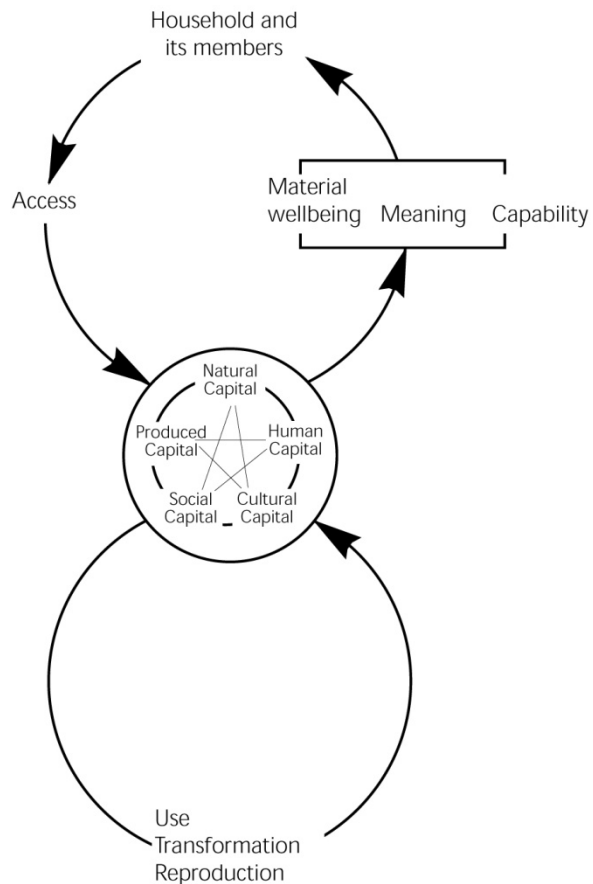 Household and
its members
Access
Material
wellbeing Meaning Capability
Natural
Capital
Produced
Capital
Human
Capital
Social
Capital
Cultural
Capital
Use
Transformation
Reproduction